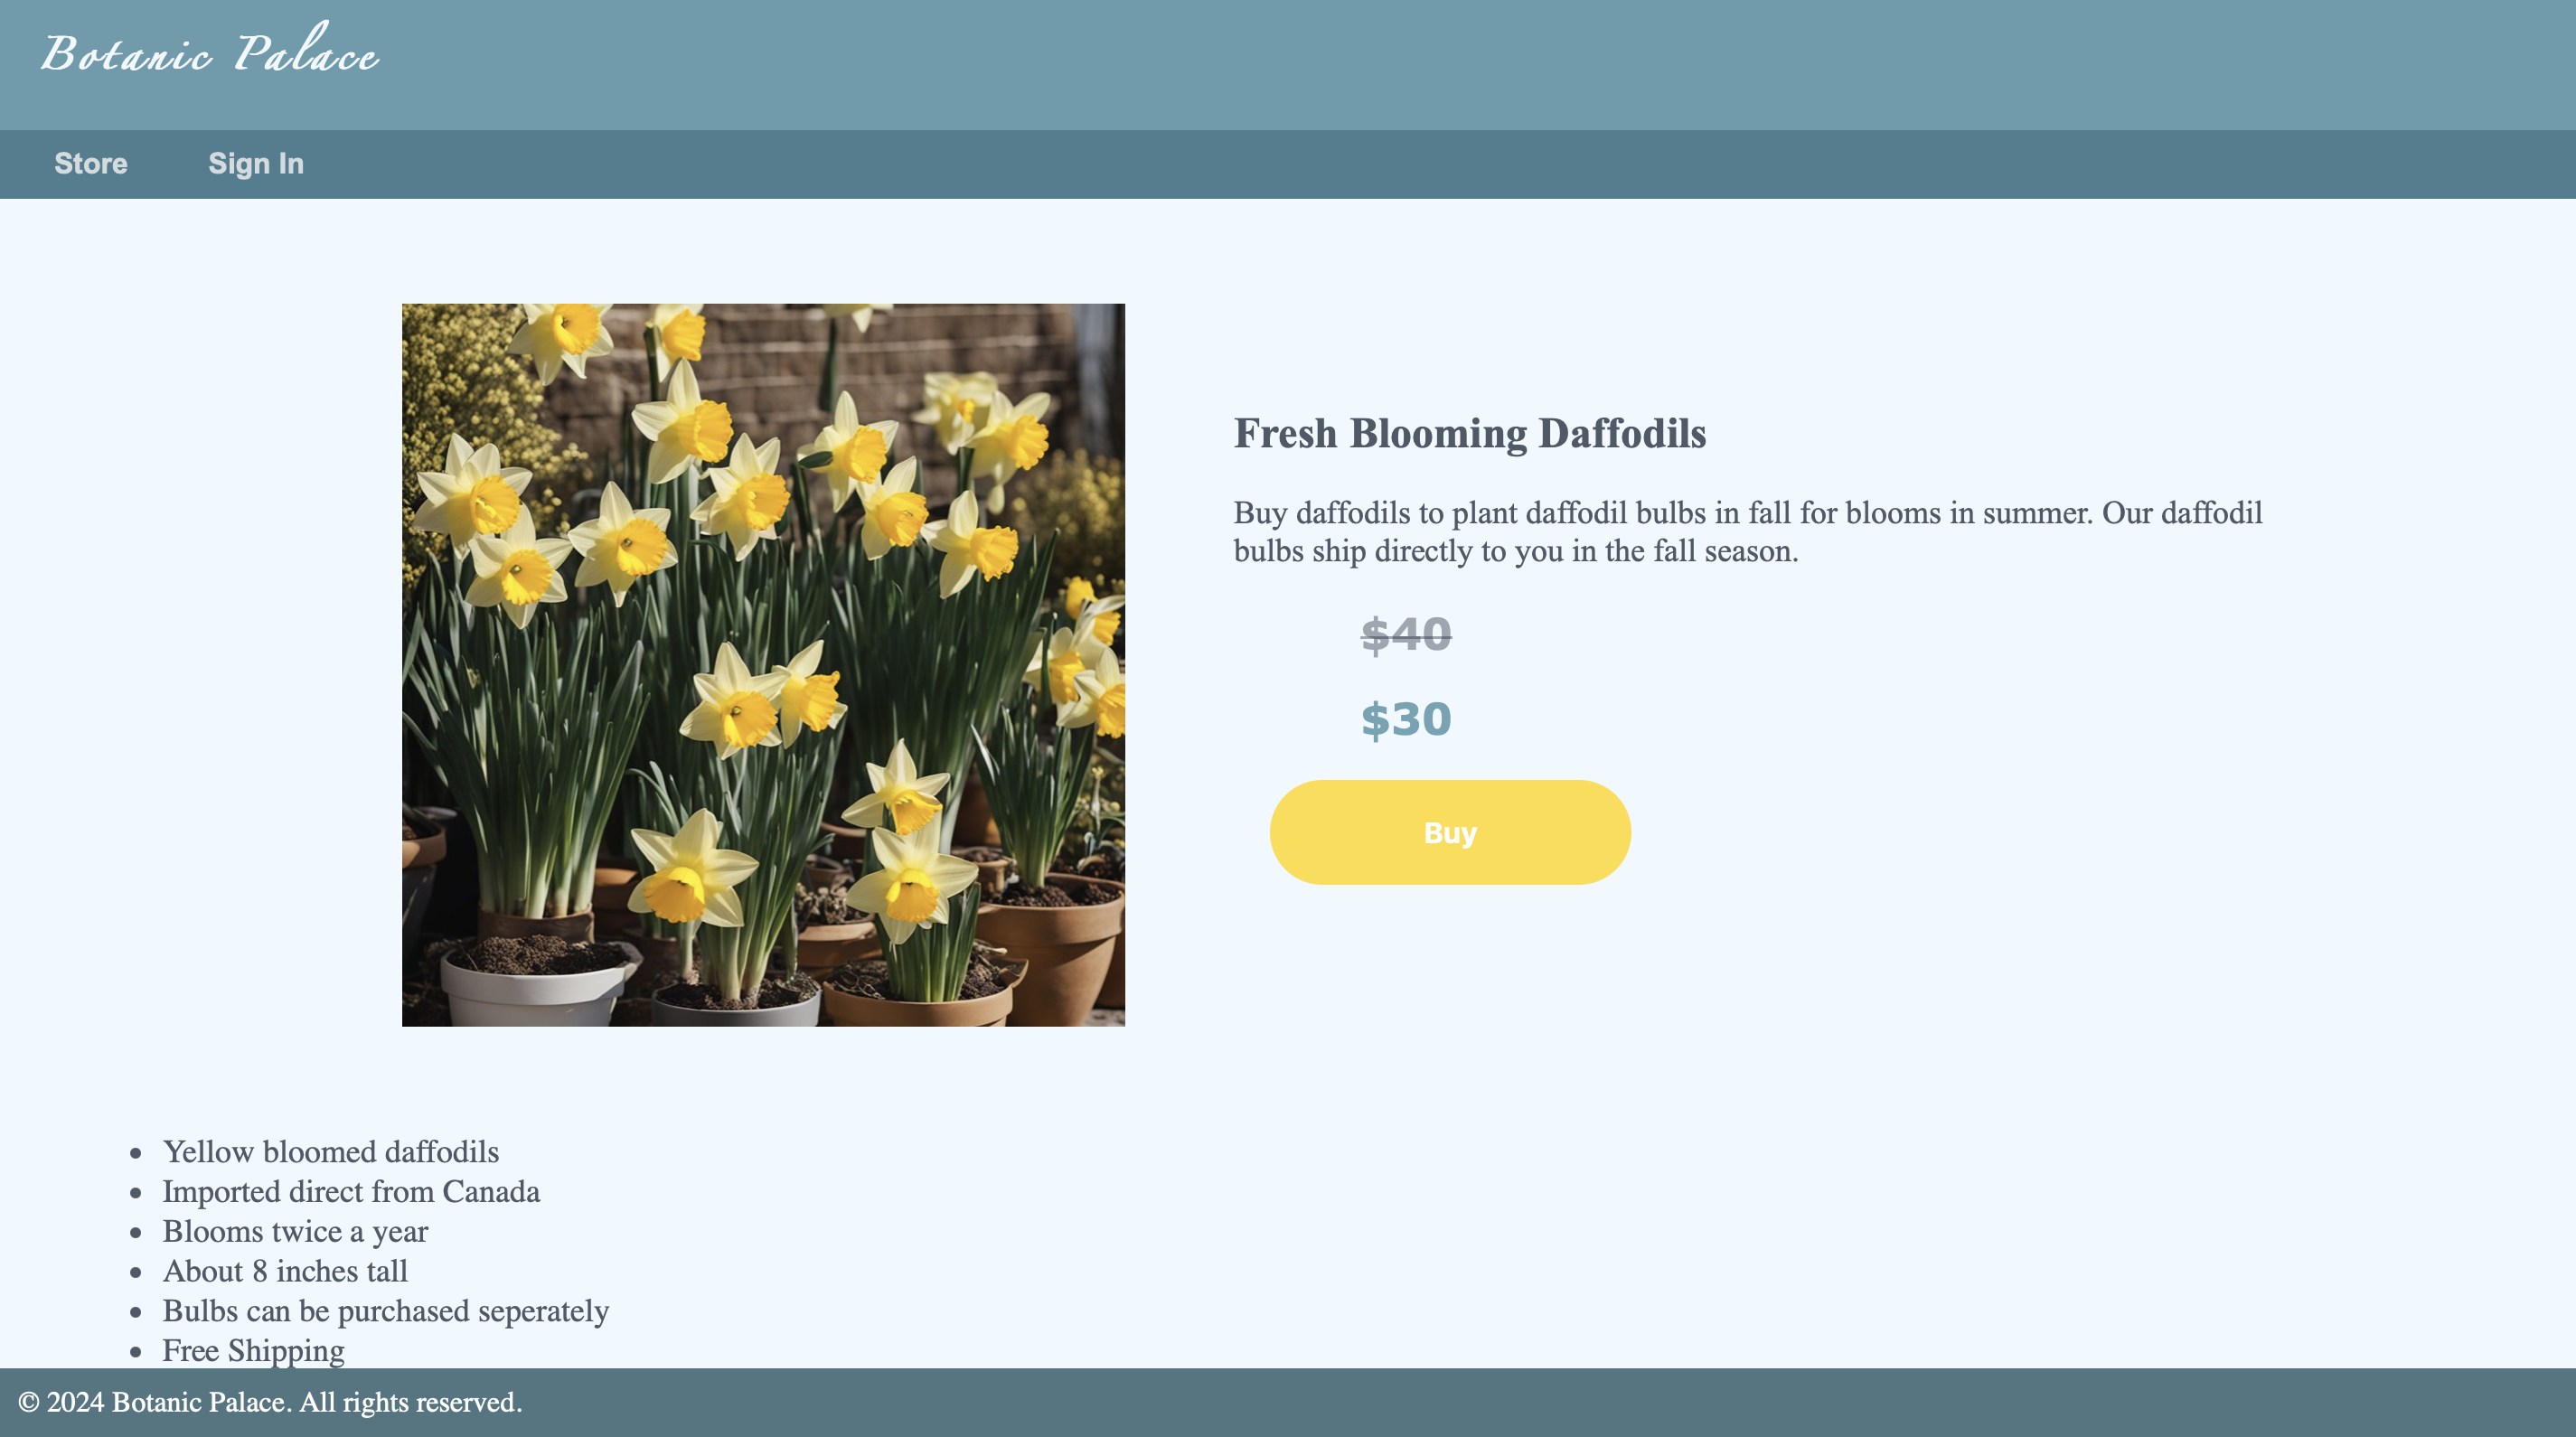 Botanic Palace
Store
Sign In
Fresh Blooming Daffodils
Buy daffodils to plant daffodil bulbs in fall for blooms in summer. Our daffodil
bulbs ship directly to you in the fall season.
$40
$30
Buy
Yellow bloomed daffodils
Imported direct from Canada
Blooms twice a year
About 8 inches tall
Bulbs can be purchased seperately
Free Shipping
© 2024 Botanic Palace. All rights reserved.